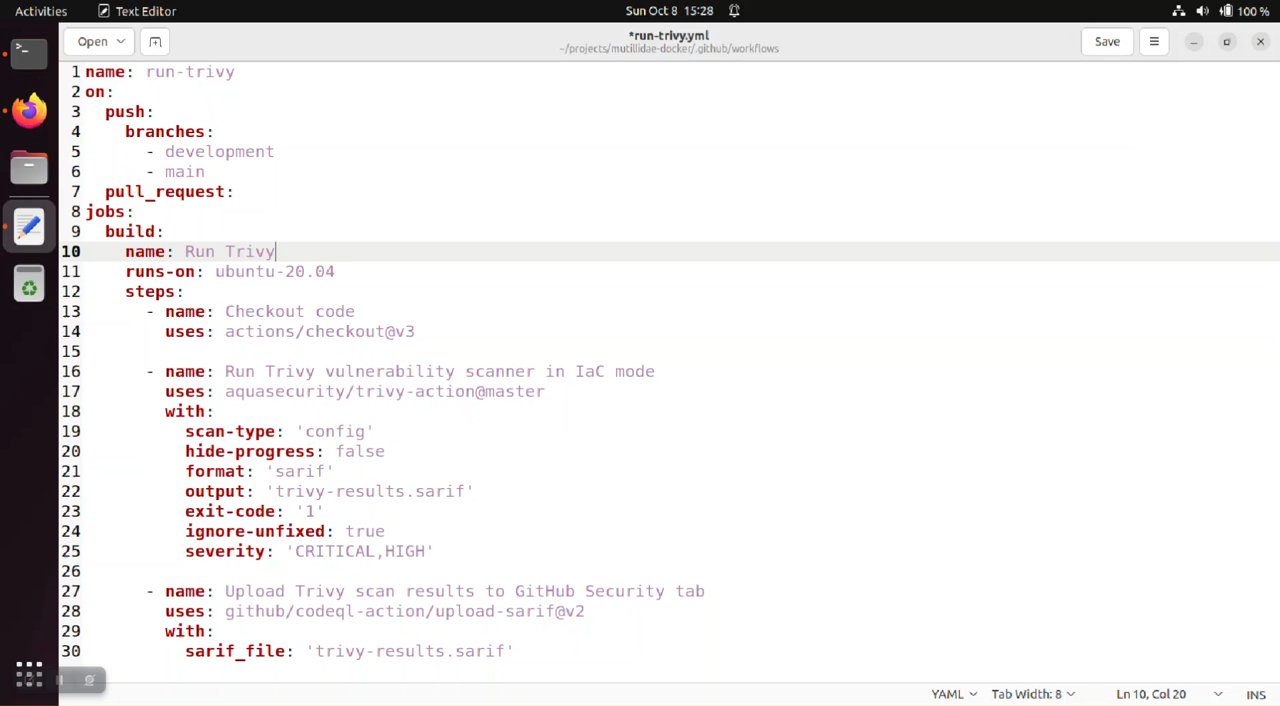 Activities Text Editor Sun Oct 8 15:28 100 %
Open *run-trivy.yml Save
~/projects/mutillidae-docker/.github/workflows
1 name: run-trivy
2 on:
3 push:
4 branches:
5 - development
6 - main
7 pull_request:
8 jobs:
9 build:
10 name: Run Trivy
11 runs-on: ubuntu-20.04
12 steps:
13 - name: Checkout code
14 uses: actions/checkout@v3
15
16 - name: Run Trivy vulnerability scanner in IaC mode
17 uses: aquasecurity/trivy-action@master
18 with:
19 scan-type: 'config'
20 hide-progress: false
21 format: 'sarif'
22 output: 'trivy-results.sarif'
23 exit-code: '1'
24 ignore-unfixed: true
25 severity: 'CRITICAL,HIGH'
26
27 - name: Upload Trivy scan results to GitHub Security tab
28 uses: github/codeql-action/upload-sarif@v2
29 with:
30 sarif_file: 'trivy-results.sarif'
YAML Tab Width: 8 Ln 10, Col 20 INS